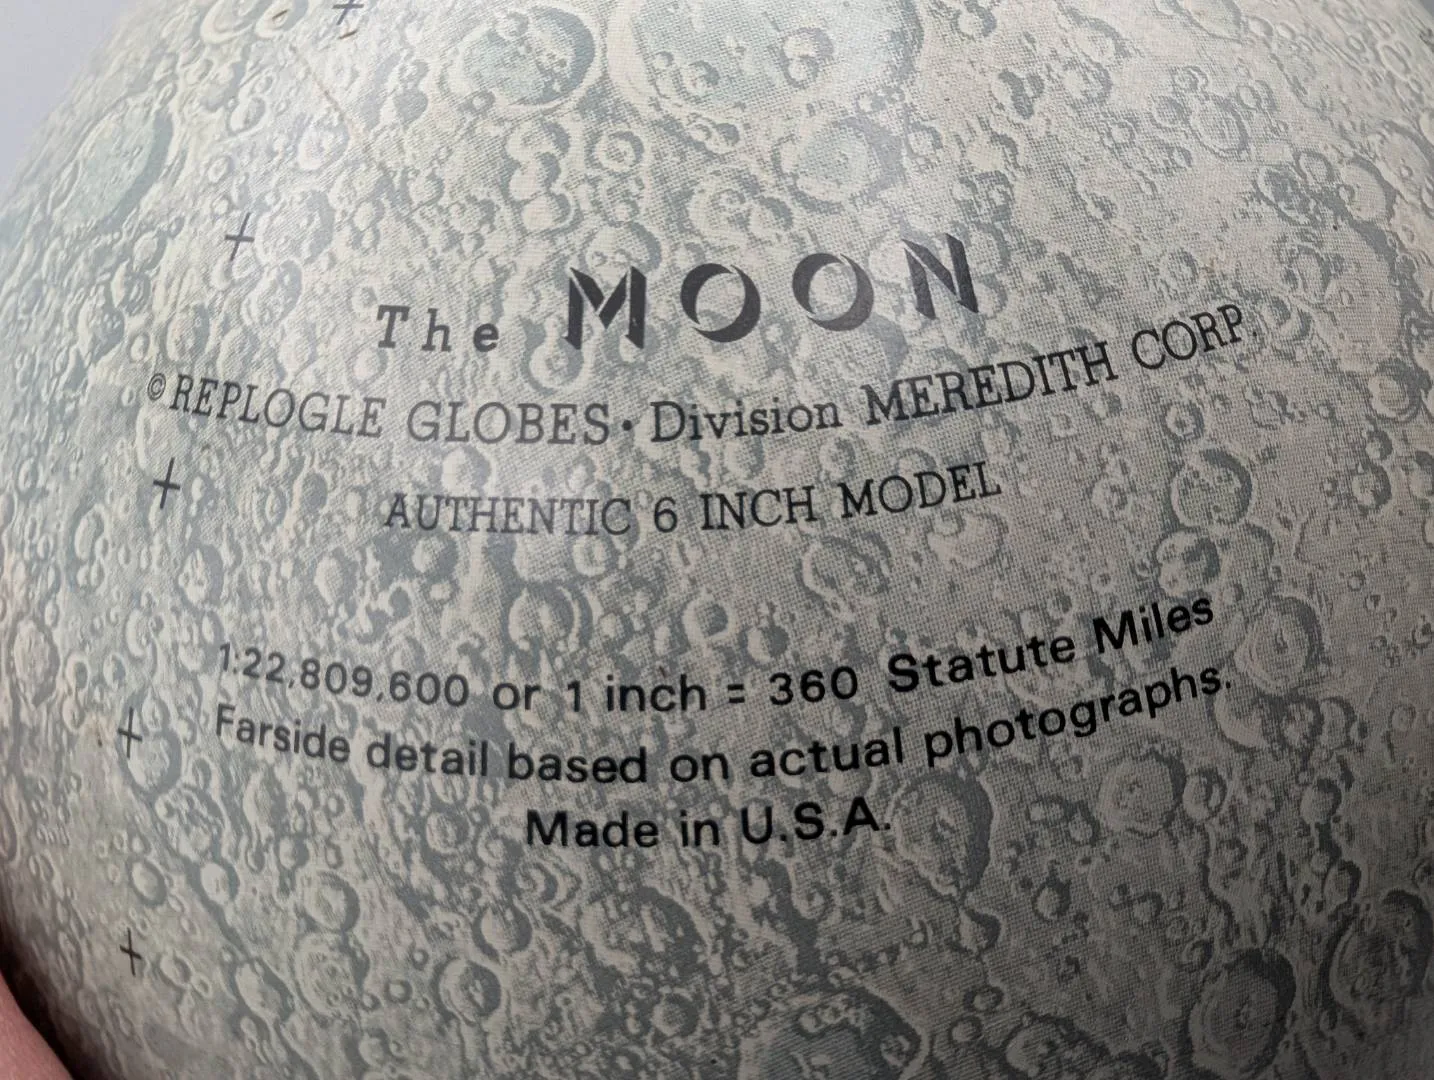 The MOON
©REPLOGLE GLOBES · Division MEREDITH CORP.
AUTHENTIC 6 INCH MODEL
1:22,809,600 or 1 inch = 360 Statute Miles
Farside detail based on actual photographs.
Made in U.S.A.